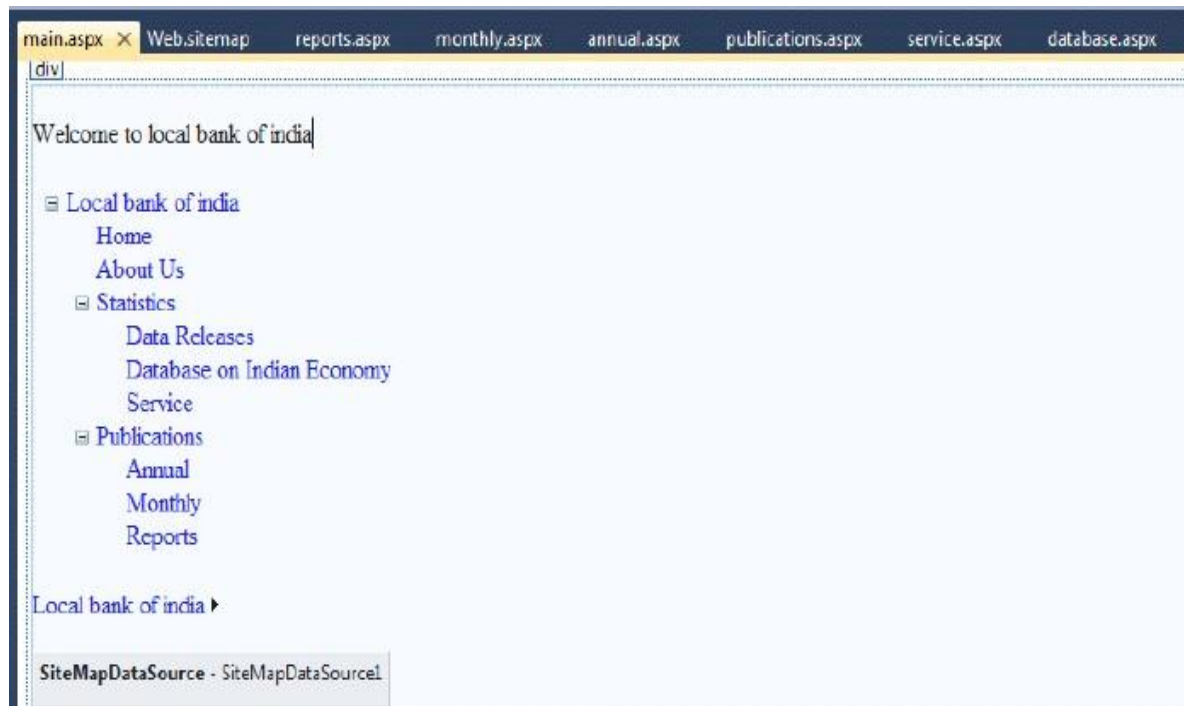 main.aspx × Web.sitemap reports.aspx monthly.aspx annual.aspx publications.aspx service.aspx database.aspx
div
Welcome to local bank of india
Local bank of india
Home
About Us
Statistics
Data Releases
Database on Indian Economy
Service
Publications
Annual
Monthly
Reports
Local bank of india
SiteMapDataSource - SiteMapDataSource1